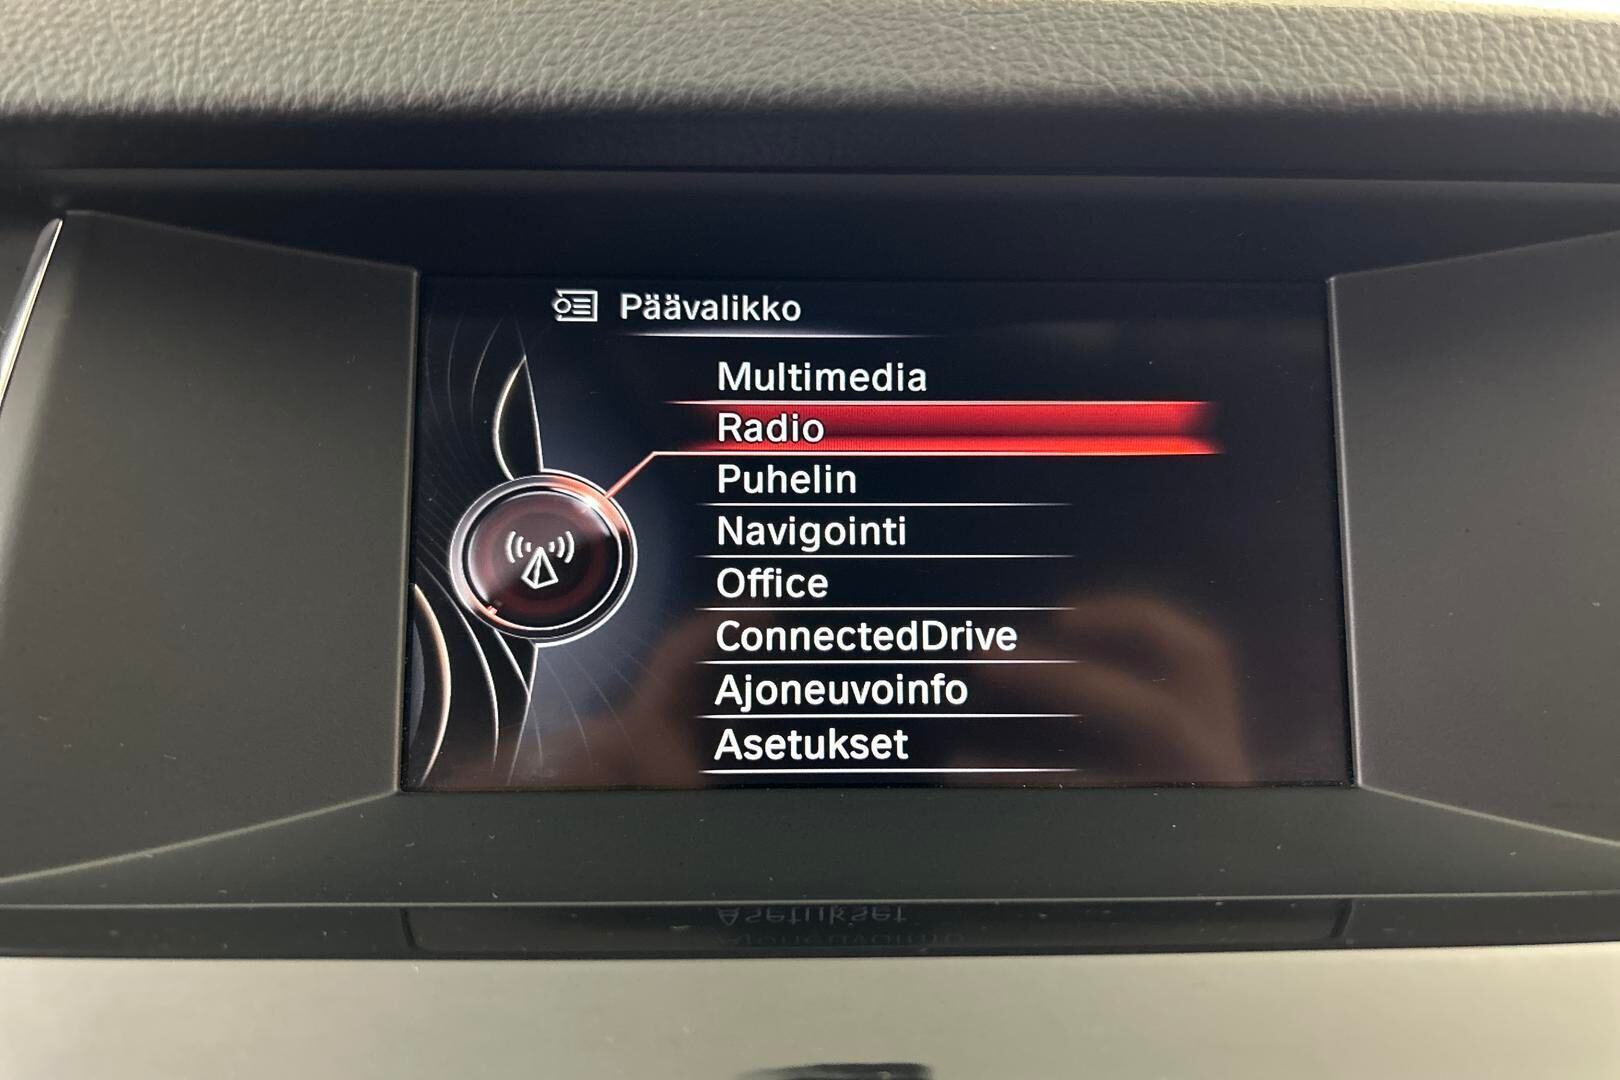 Päävalikko
Multimedia
Radio
Puhelin
Navigointi
Office
ConnectedDrive
Ajoneuvoinfo
Asetukset